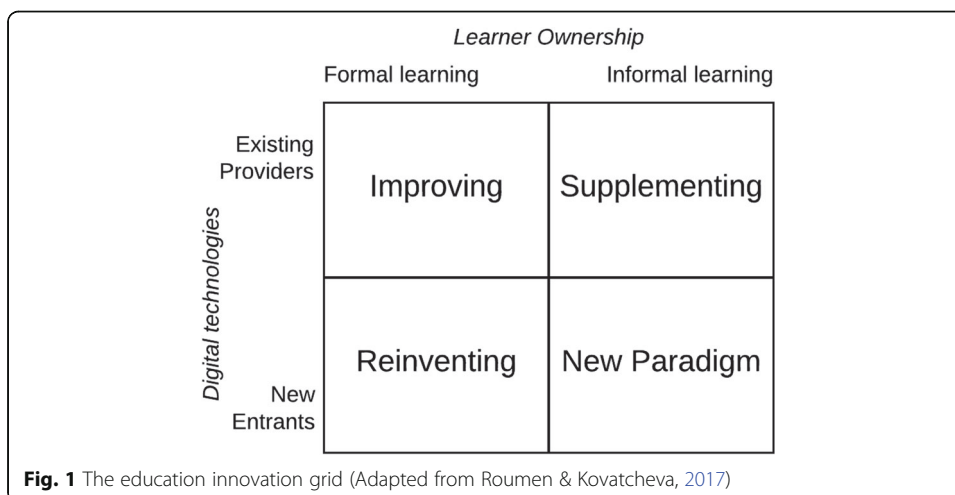 Learner Ownership
Formal learning Informal learning
Existing
Providers
Improving Supplementing
Digital technologies
Reinventing New Paradigm
New
Entrants
Fig. 1 The education innovation grid (Adapted from Roumen & Kovatcheva, 2017)